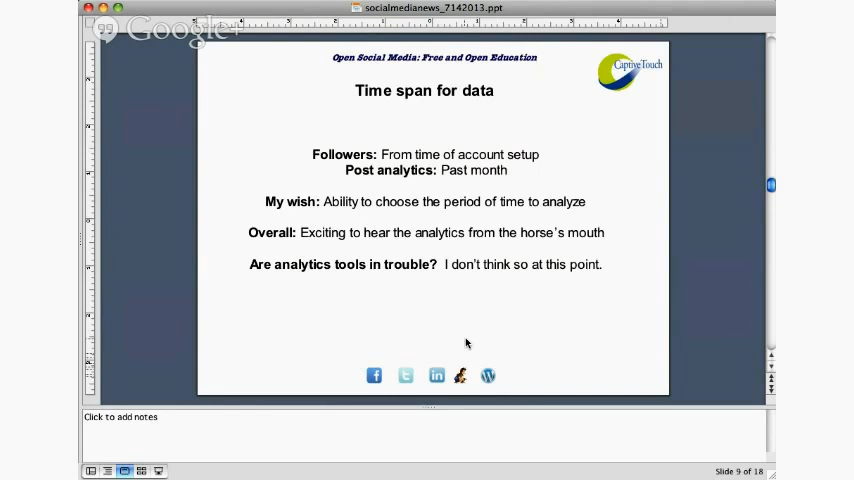 socialmedianews_7142013.ppt
Google+
Open Social Media: Free and Open Education
CaptiveTouch
Time span for data
Followers: From time of account setup
Post analytics: Past month
My wish: Ability to choose the period of time to analyze
Overall: Exciting to hear the analytics from the horse's mouth
Are analytics tools in trouble? I don't think so at this point.
Click to add notes
Slide 9 of 18